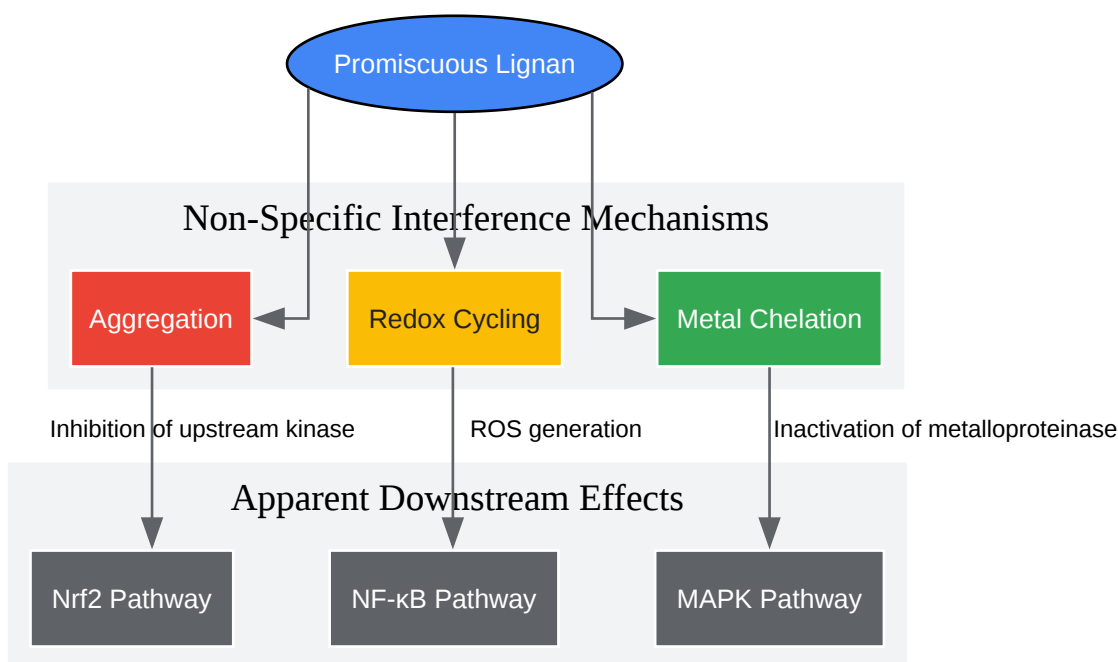 Promiscuous Lignan
Non-Specific Interference Mechanisms
Aggregation
Redox Cycling
Metal Chelation
Inhibition of upstream kinase
ROS generation
Inactivation of metalloproteinase
Apparent Downstream Effects
Nrf2 Pathway
NF-κB Pathway
MAPK Pathway